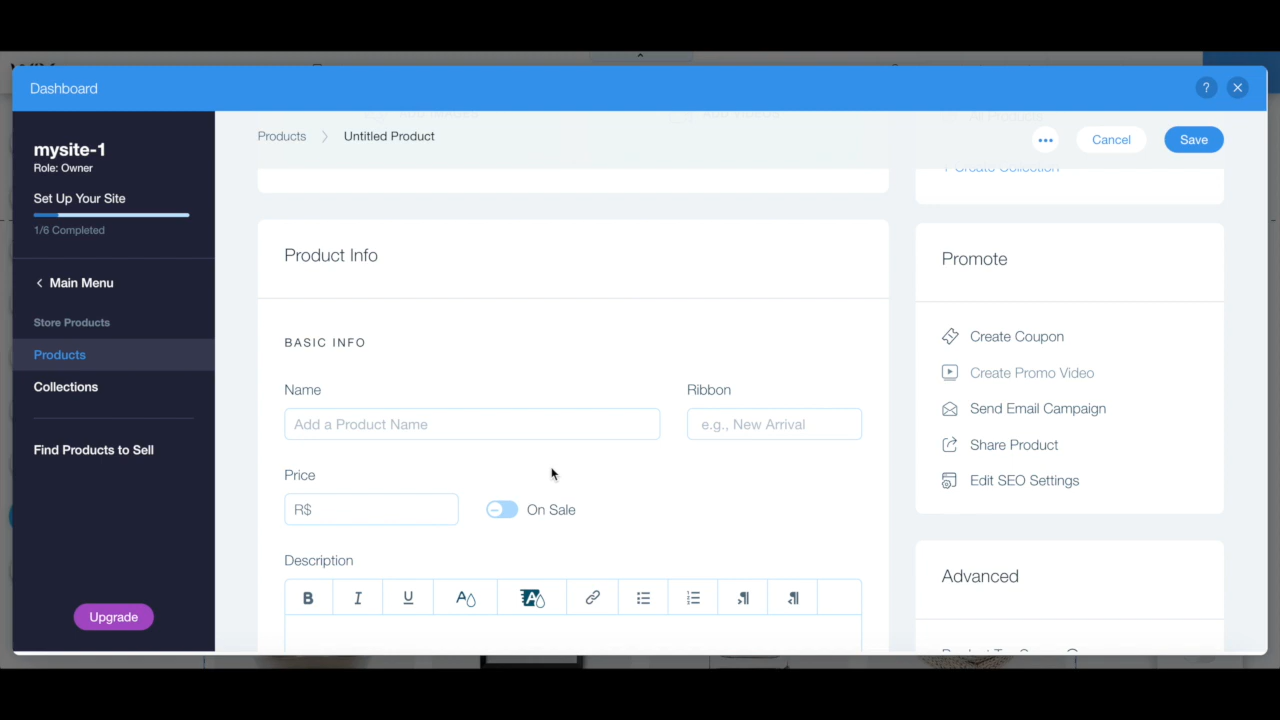 Dashboard
?
mysite-1
Role: Owner
Set Up Your Site
1/6 Completed
Main Menu
Store Products
Products
Collections
Find Products to Sell
Upgrade
Products > Untitled Product
Cancel
Save
+ Create Collection
Product Info
BASIC INFO
Name
Add a Product Name
Ribbon
e.g., New Arrival
Price
R$
On Sale
Description
B I U
Promote
Create Coupon
Create Promo Video
Send Email Campaign
Share Product
Edit SEO Settings
Advanced